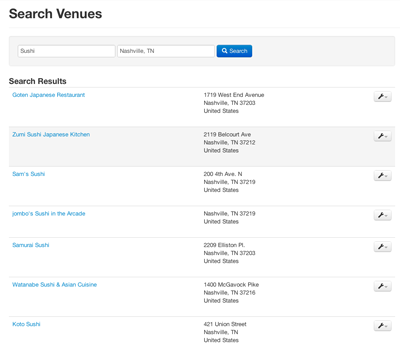 Search Venues
Sushi
Nashville, TN
Search
Search Results
Goten Japanese Restaurant
1719 West End Avenue
Nashville, TN 37203
United States
Zumi Sushi Japanese Kitchen
2119 Belcourt Ave
Nashville, TN 37212
United States
Sam's Sushi
200 4th Ave. N
Nashville, TN 37219
United States
jombo's Sushi in the Arcade
Nashville, TN 37219
United States
Samurai Sushi
2209 Elliston Pl.
Nashville, TN 37203
United States
Watanabe Sushi & Asian Cuisine
1400 McGavock Pike
Nashville, TN 37216
United States
Koto Sushi
421 Union Street
Nashville, TN
United States